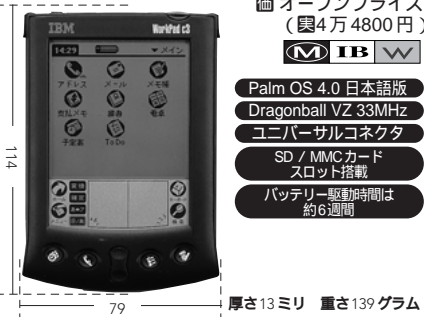 価 オープンプライス
(実4万4800円)
M IB W
IBM WorkPad c3
14:29 メイン
アドレス メール メモ帳
支払メモ 辞書 電卓
予定表 ToDo
Palm OS 4.0 日本語版
Dragonball VZ 33MHz
ユニバーサルコネクタ
SD / MMCカード
スロット搭載
バッテリー駆動時間は
約6週間
114
79
厚さ13ミリ 重さ139グラム